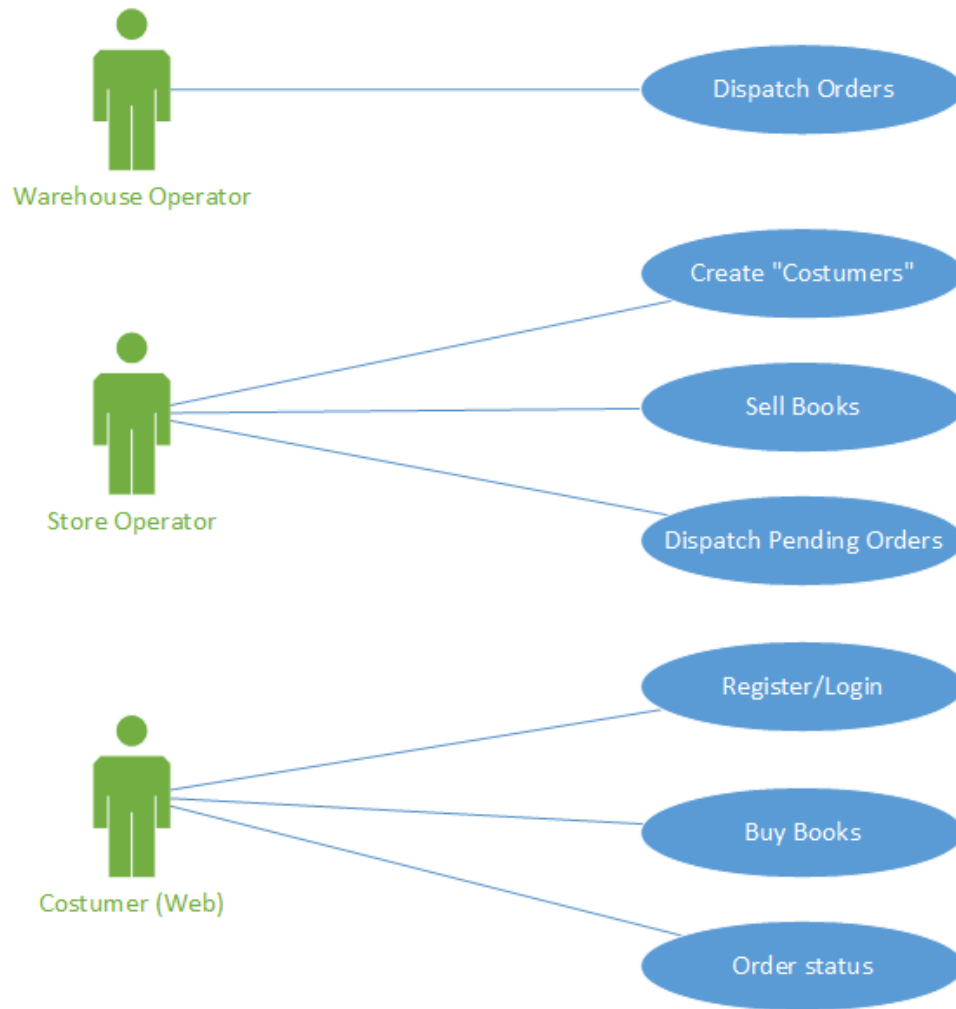 Dispatch Orders
Warehouse Operator
Create "Costumers"
Sell Books
Store Operator
Dispatch Pending Orders
Register/Login
Buy Books
Costumer (Web)
Order status